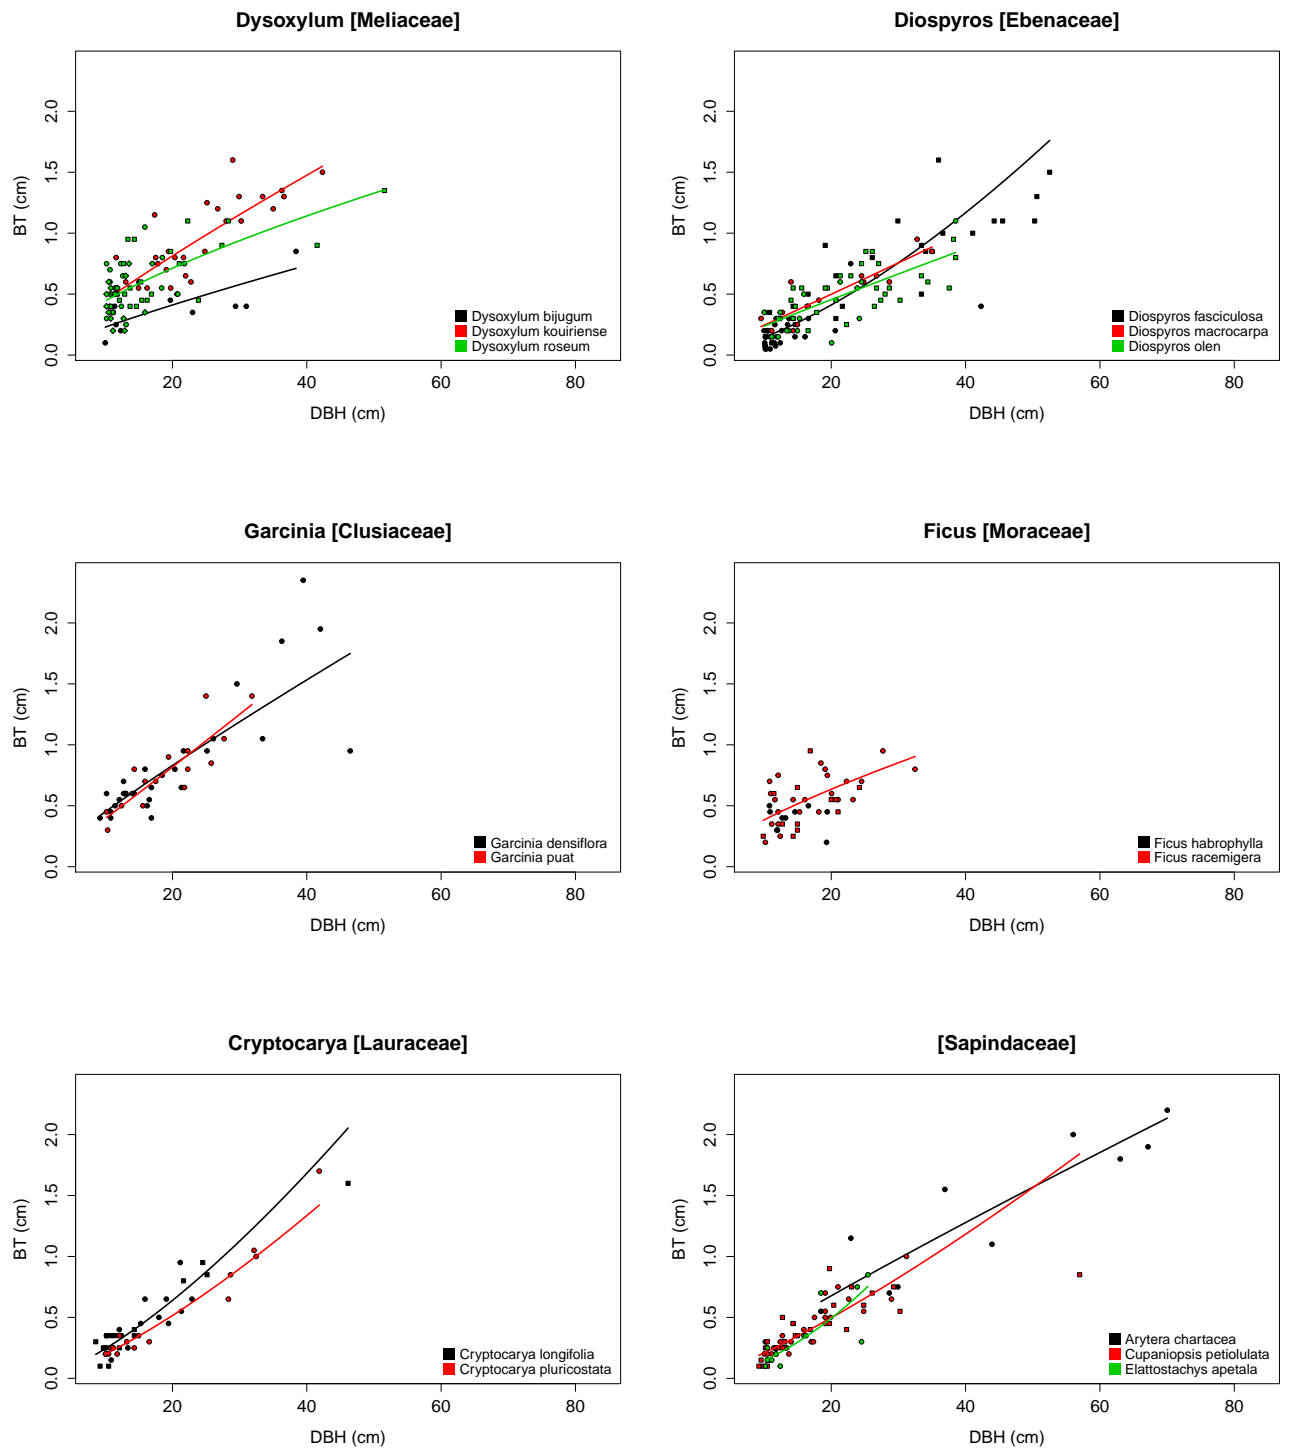 Dysoxylum [Meliaceae]
BT (cm)
2.0
1.5
1.0
0.5
0.0
Dysoxylum bijugum
Dysoxylum kouiriense
Dysoxylum roseum
20 40 60 80
DBH (cm)
Diospyros [Ebenaceae]
BT (cm)
2.0
1.5
1.0
0.5
0.0
Diospyros fasciculosa
Diospyros macrocarpa
Diospyros olen
20 40 60 80
DBH (cm)
Garcinia [Clusiaceae]
BT (cm)
2.0
1.5
1.0
0.5
0.0
Garcinia densiflora
Garcinia puat
20 40 60 80
DBH (cm)
Ficus [Moraceae]
BT (cm)
2.0
1.5
1.0
0.5
0.0
Ficus habrophylla
Ficus racemigera
20 40 60 80
DBH (cm)
Cryptocarya [Lauraceae]
BT (cm)
2.0
1.5
1.0
0.5
0.0
Cryptocarya longifolia
Cryptocarya pluricostata
20 40 60 80
DBH (cm)
[Sapindaceae]
BT (cm)
2.0
1.5
1.0
0.5
0.0
Arytera chartacea
Cupaniopsis petiolulata
Elattostachys apetala
20 40 60 80
DBH (cm)